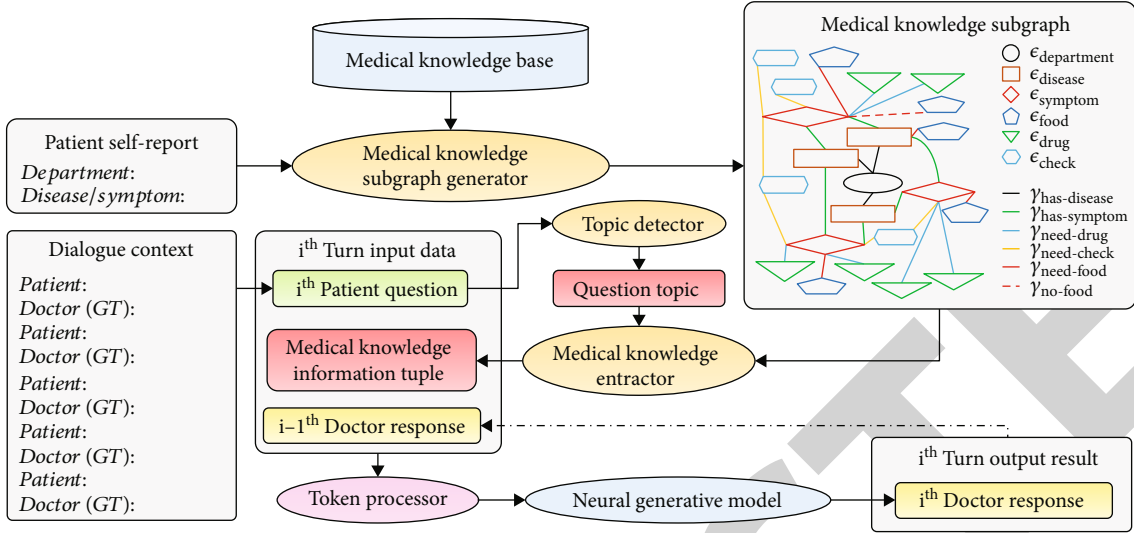 Medical knowledge base
Patient self-report
Department:
Disease/symptom:
Medical knowledge
subgraph generator
Medical knowledge subgraph
ϵdepartment
ϵdisease
ϵsymptom
ϵfood
ϵdrug
ϵcheck
γhas-disease
γhas-symptom
γneed-drug
γneed-check
γneed-food
γno-food
Dialogue context
Patient:
Doctor (GT):
Patient:
Doctor (GT):
Patient:
Doctor (GT):
Patient:
Doctor (GT):
Patient:
Doctor (GT):
ith Turn input data
ith Patient question
Medical knowledge
information tuple
i–1th Doctor response
Topic detector
Question topic
Medical knowledge
entractor
Token processor
Neural generative model
ith Turn output result
ith Doctor response